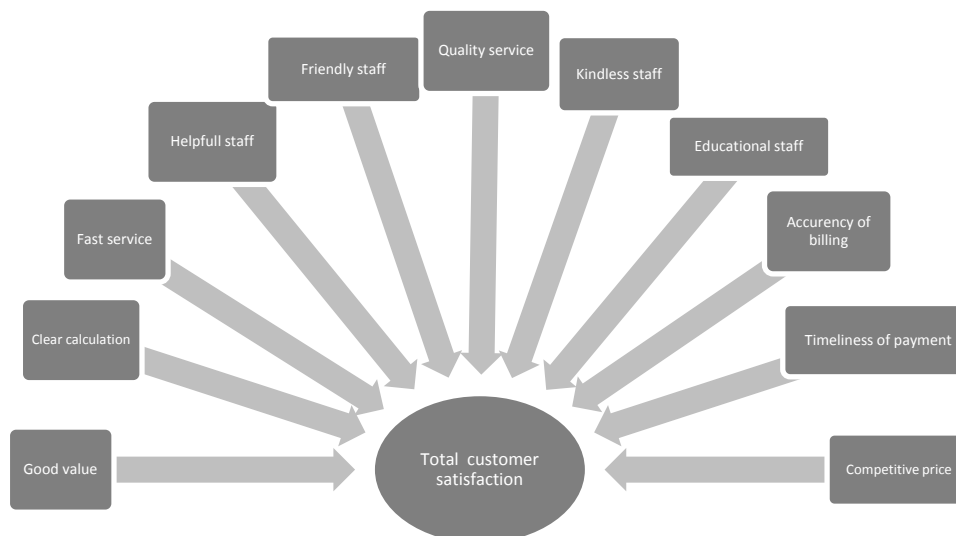 Quality service
Friendly staff
Kindless staff
Helpfull staff
Educational staff
Fast service
Accurency of
billing
Clear calculation
Timeliness of payment
Good value
Total customer
satisfaction
Competitive price